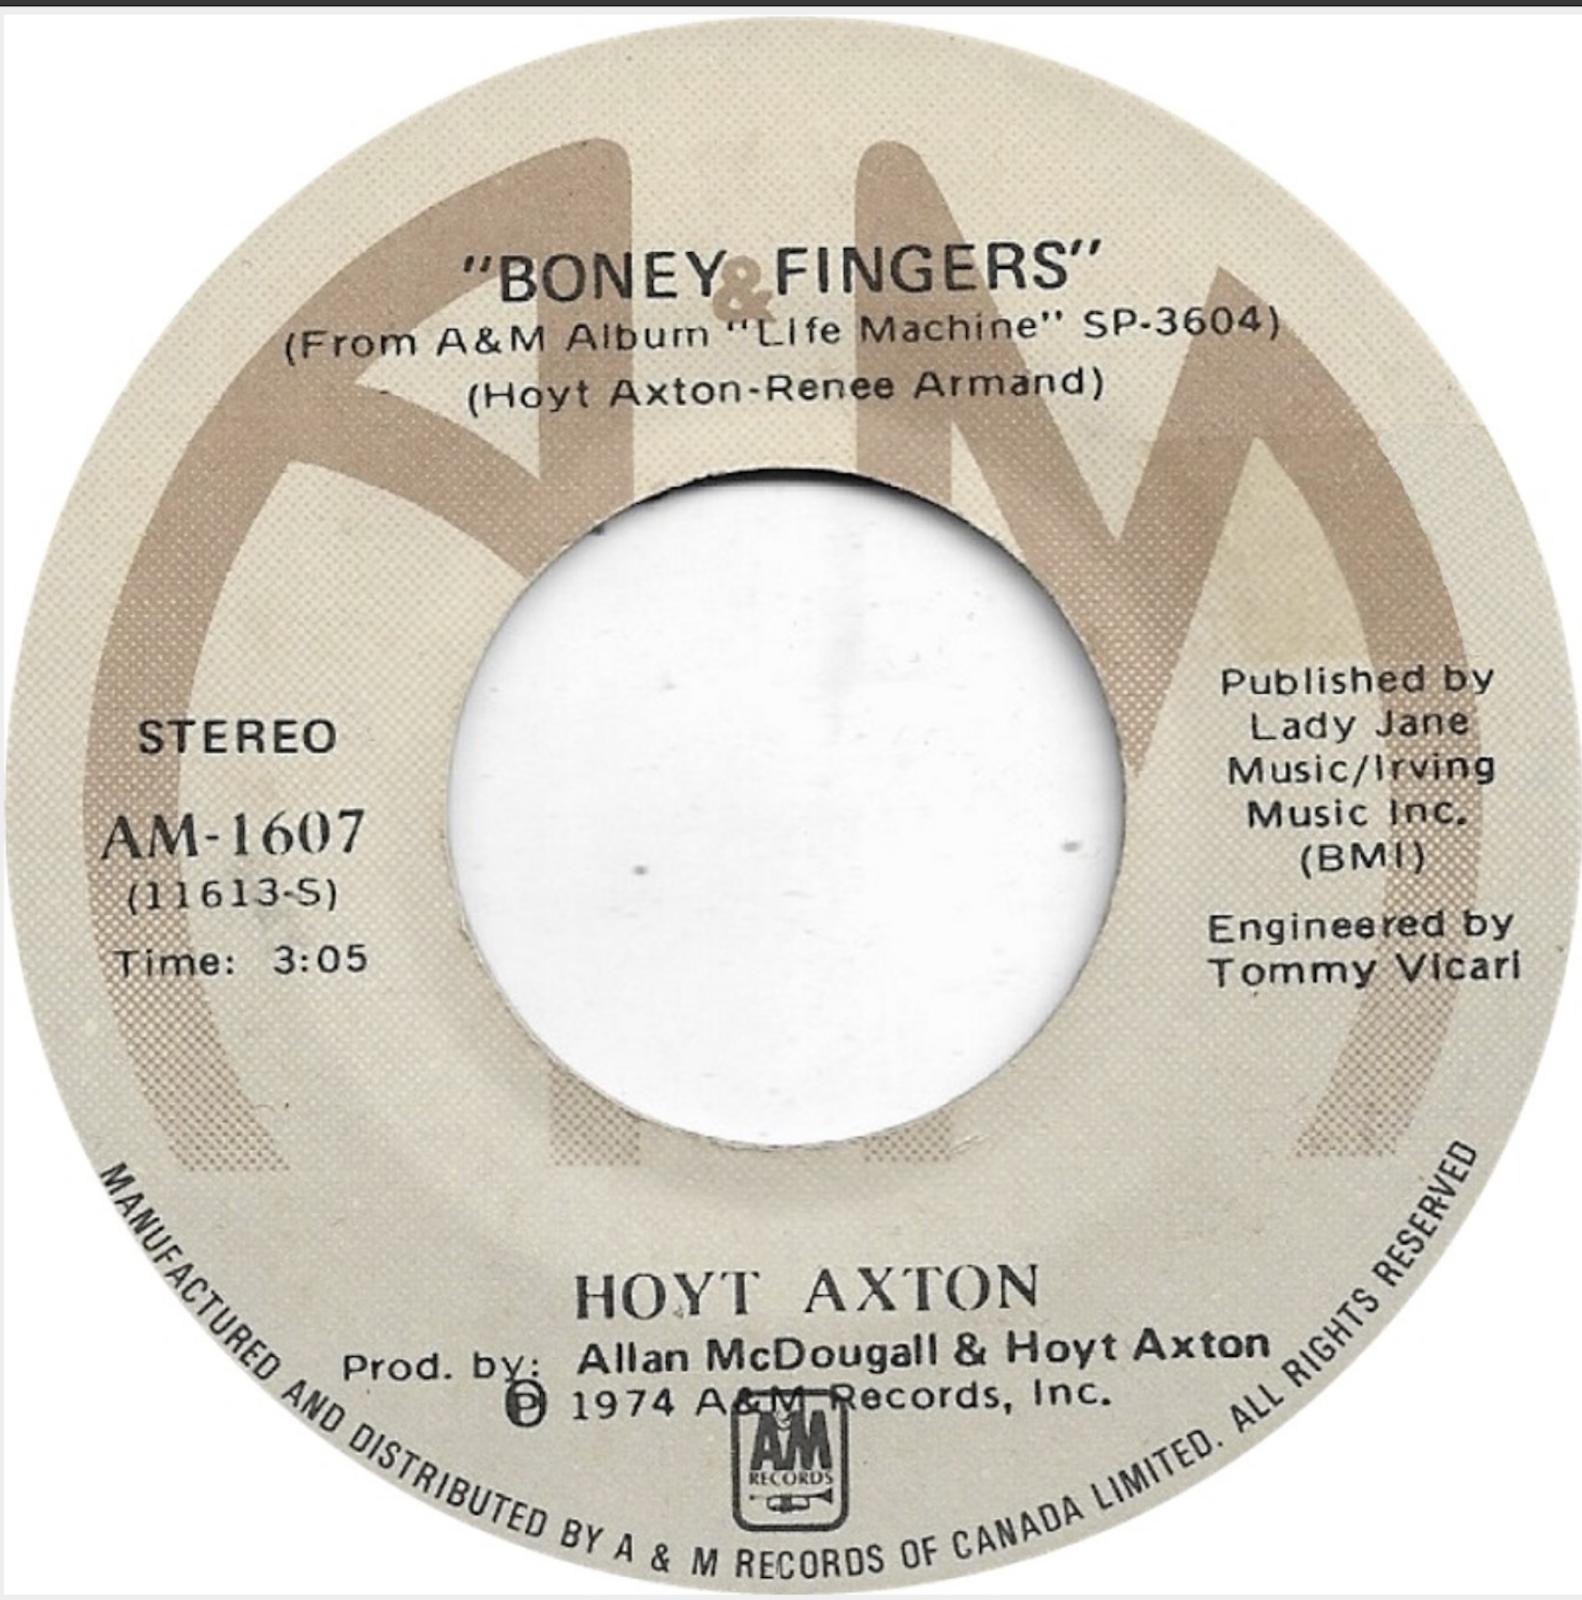 "BONEY FINGERS"
&
(From A&M Album "Life Machine" SP-3604)
(Hoyt Axton-Renee Armand)
STEREO
AM-1607
(11613-S)
Time: 3:05
Published by
Lady Jane
Music/Irving
Music Inc.
(BMI)
Engineered by
Tommy Vicari
HOYT AXTON
Prod. by: Allan McDougall & Hoyt Axton
℗ 1974 A&M Records, Inc.
AM
RECORDS
MANUFACTURED AND DISTRIBUTED BY A & M RECORDS OF CANADA LIMITED. ALL RIGHTS RESERVED